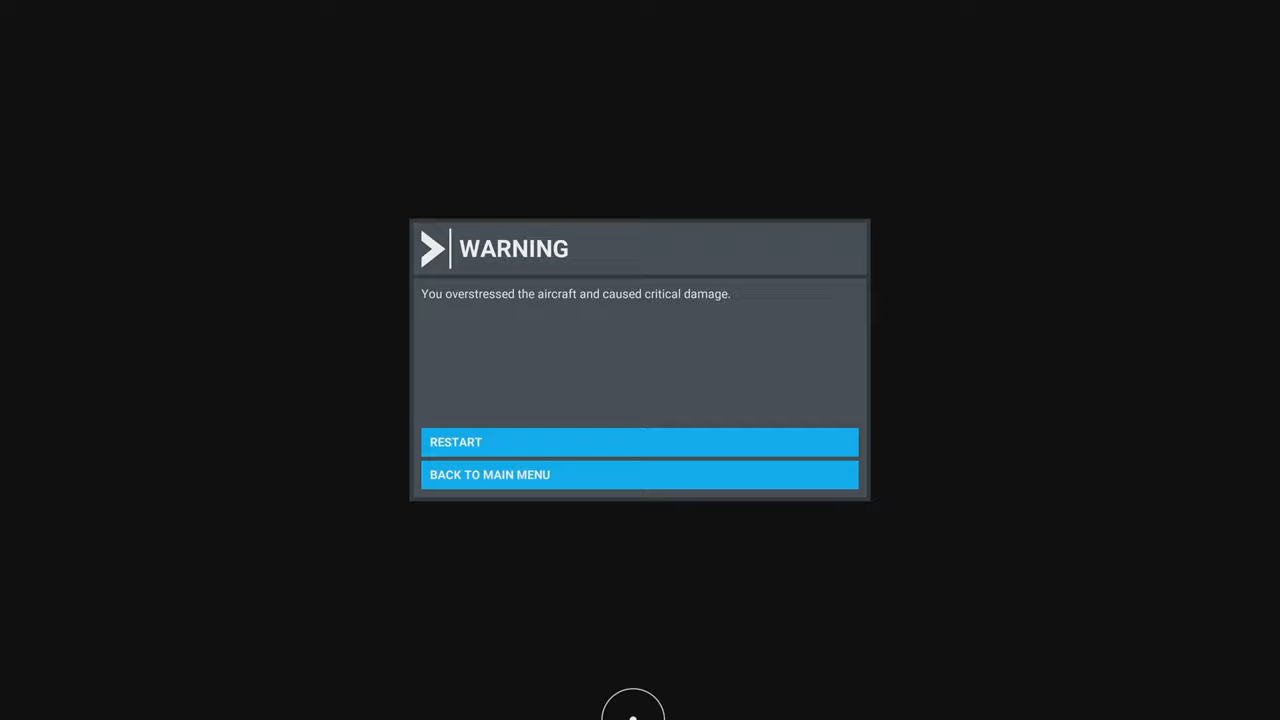 WARNING
You overstressed the aircraft and caused critical damage.
RESTART
BACK TO MAIN MENU